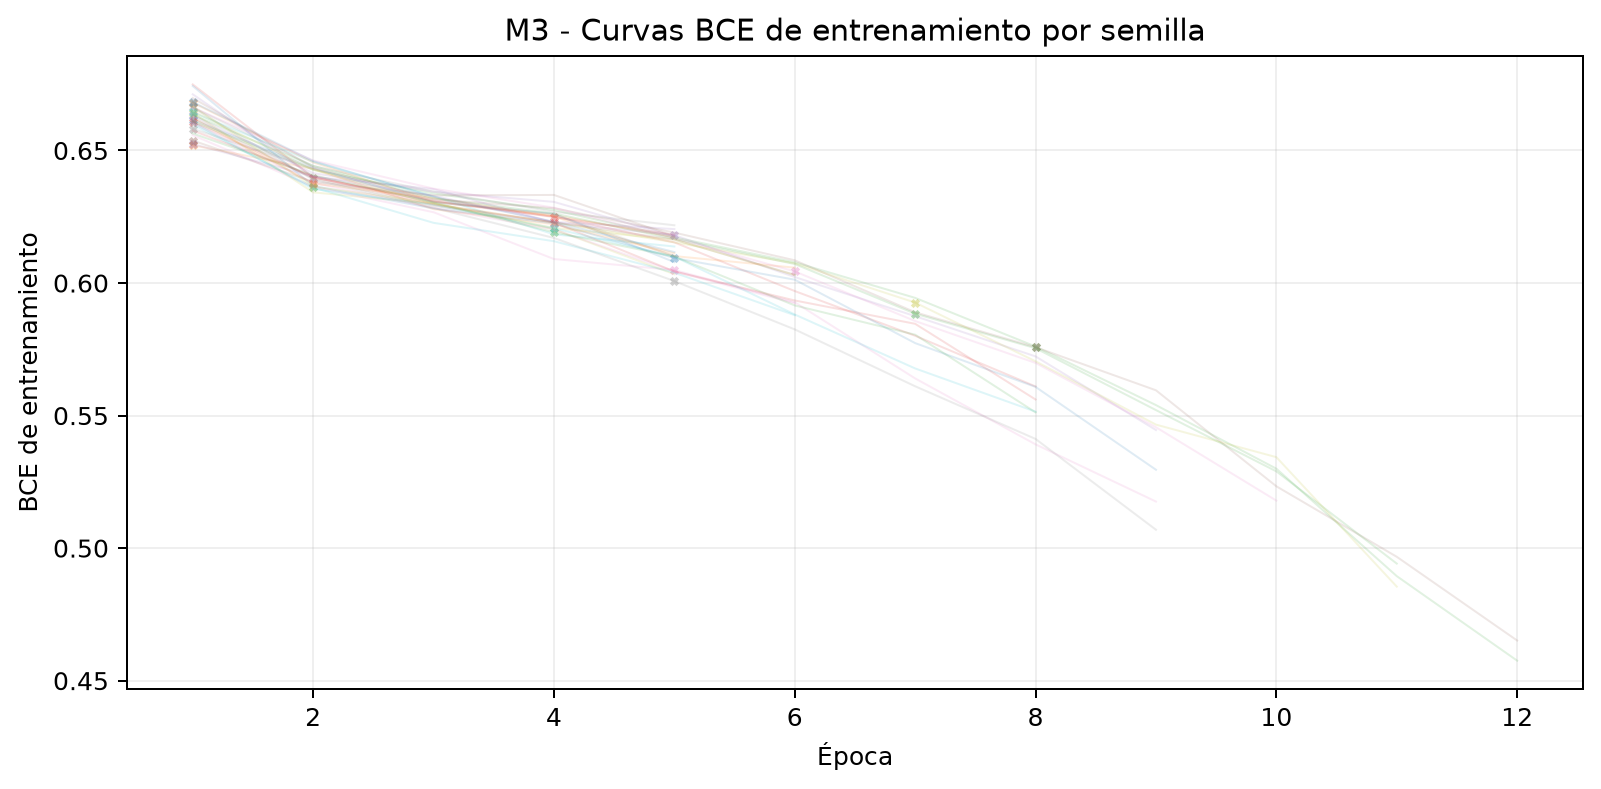 M3 - Curvas BCE de entrenamiento por semilla
BCE de entrenamiento
0.65
0.60
0.55
0.50
0.45
2 4 6 8 10 12
Época